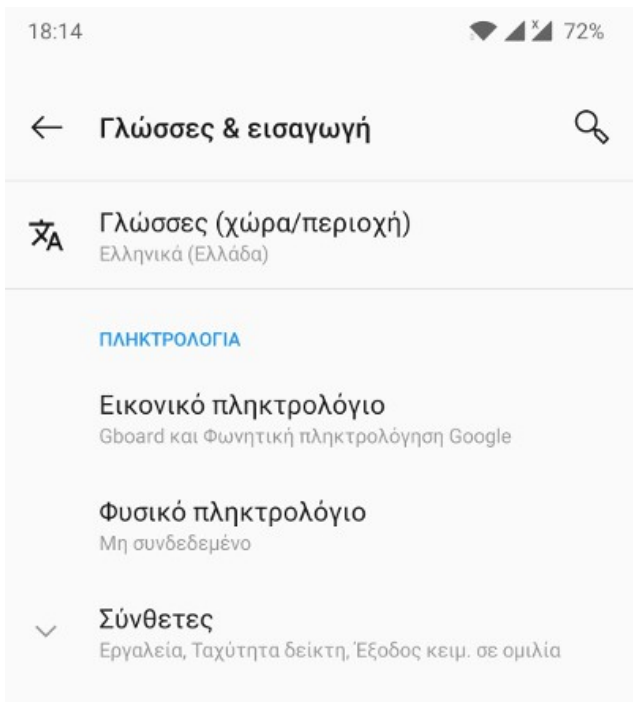 18:14 72%
Γλώσσες & εισαγωγή
Γλώσσες (χώρα/περιοχή)
Ελληνικά (Ελλάδα)
ΠΛΗΚΤΡΟΛΟΓΙΑ
Εικονικό πληκτρολόγιο
Gboard και Φωνητική πληκτρολόγηση Google
Φυσικό πληκτρολόγιο
Μη συνδεδεμένο
Σύνθετες
Εργαλεία, Ταχύτητα δείκτη, Έξοδος κειμ. σε ομιλία